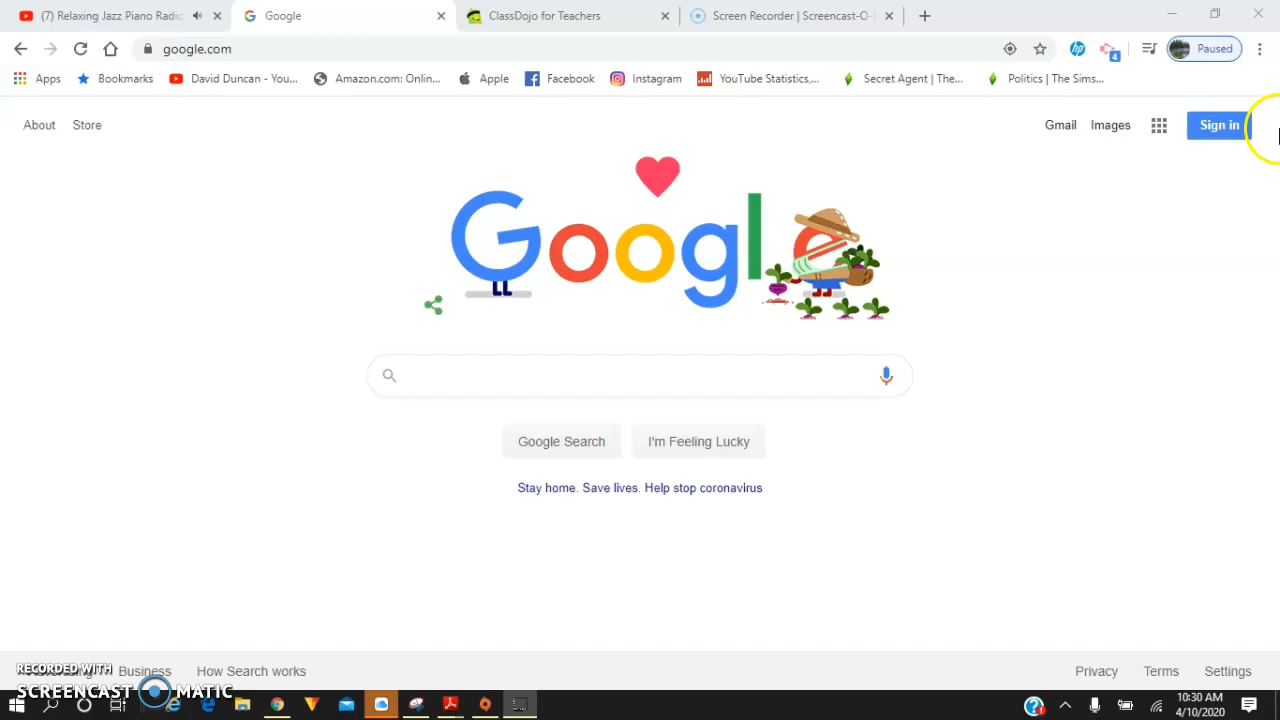 (7) Relaxing Jazz Piano Radio
Google
ClassDojo for Teachers
Screen Recorder | Screencast-O-
google.com
4
Paused
Apps
Bookmarks
David Duncan - You...
Amazon.com: Onlin...
Apple
Facebook
Instagram
YouTube Statistics,...
Secret Agent | The...
Politics | The Sims...
About
Store
Gmail
Images
Sign in
Google
Google Search
I'm Feeling Lucky
Stay home. Save lives. Help stop coronavirus
Advertising
Business
How Search works
Privacy
Terms
Settings
RECORDED WITH
SCREENCAST MATIC
10:30 AM
4/10/2020